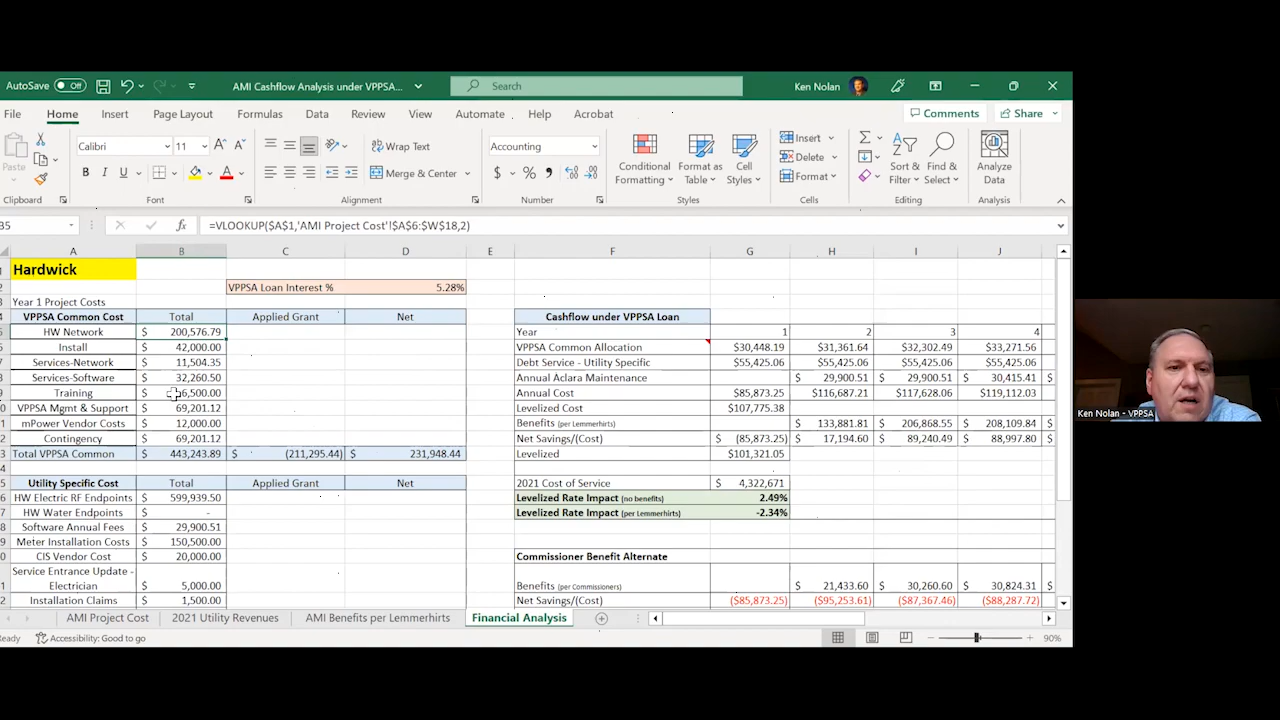 AutoSave Off AMI Cashflow Analysis under VPPSA... Search Ken Nolan
File Home Insert Draw Page Layout Formulas Data Review View Automate Help Acrobat Comments Share
Paste Calibri 11 A A Wrap Text Accounting Conditional Formatting Format as Table Cell Styles Insert Delete Format Sort & Filter Find & Select Analyze Data
B I U A Merge & Center $ % 9
Clipboard Font Alignment Number Styles Cells Editing Analysis
35 fx =VLOOKUP($A$1,'AMI Project Cost'!$A$6:$W$18,2)
A B C D E F G H I J
Hardwick
VPPSA Loan Interest % 5.28%
Year 1 Project Costs
VPPSA Common Cost Total Applied Grant Net Cashflow under VPPSA Loan
HW Network $ 200,576.79 Year 1 2 3 4
Install $ 42,000.00 VPPSA Common Allocation $30,448.19 $31,361.64 $32,302.49 $33,271.56
Services-Network $ 11,504.35 Debt Service - Utility Specific $55,425.06 $55,425.06 $55,425.06 $55,425.06
Services-Software $ 32,260.50 Annual Aclara Maintenance $ 29,900.51 $ 29,900.51 $ 30,415.41 $
Training 6,500.00 Annual Cost $85,873.25 $116,687.21 $117,628.06 $119,112.03
VPPSA Mgmt & Support $ 69,201.12 Levelized Cost $107,775.38
mPower Vendor Costs $ 12,000.00 Benefits (per Lemmerhirts) $ 133,881.81 $ 206,868.55 $ 208,109.84 $
Contingency $ 69,201.12 Net Savings/(Cost) $ (85,873.25) $ 17,194.60 $ 89,240.49 $ 88,997.80 $
Total VPPSA Common $ 443,243.89 $ (211,295.44) $ 231,948.44 Levelized $101,321.05
Utility Specific Cost Total Applied Grant Net 2021 Cost of Service $ 4,322,671
HW Electric RF Endpoints $ 599,939.50 Levelized Rate Impact (no benefits) 2.49%
HW Water Endpoints $ - Levelized Rate Impact (per Lemmerhirts) -2.34%
Software Annual Fees $ 29,900.51
Meter Installation Costs $ 150,500.00
CIS Vendor Cost $ 20,000.00 Commissioner Benefit Alternate
Service Entrance Update -
Electrician $ 5,000.00 Benefits (per Commissioners) $ 21,433.60 $ 30,260.60 $ 30,824.31 $
Installation Claims $ 1,500.00 Net Savings/(Cost) ($85,873.25) ($95,253.61) ($87,367.46) ($88,287.72)
AMI Project Cost 2021 Utility Revenues AMI Benefits per Lemmerhirts Financial Analysis
Ready Accessibility: Good to go 90%
Ken Nolan - VPPSA